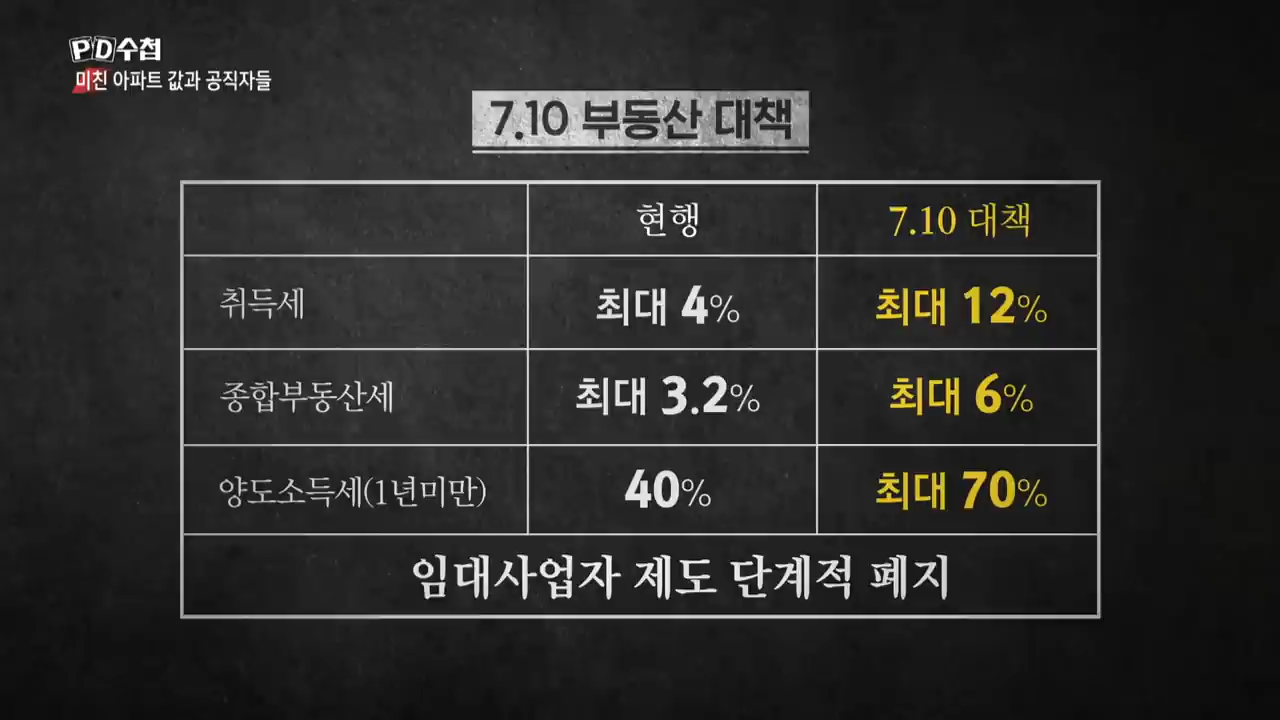 PD수첩
미친 아파트 값과 공직자들
7.10 부동산 대책
현행 7.10 대책
취득세 최대 4% 최대 12%
종합부동산세 최대 3.2% 최대 6%
양도소득세(1년미만) 40% 최대 70%
임대사업자 제도 단계적 폐지